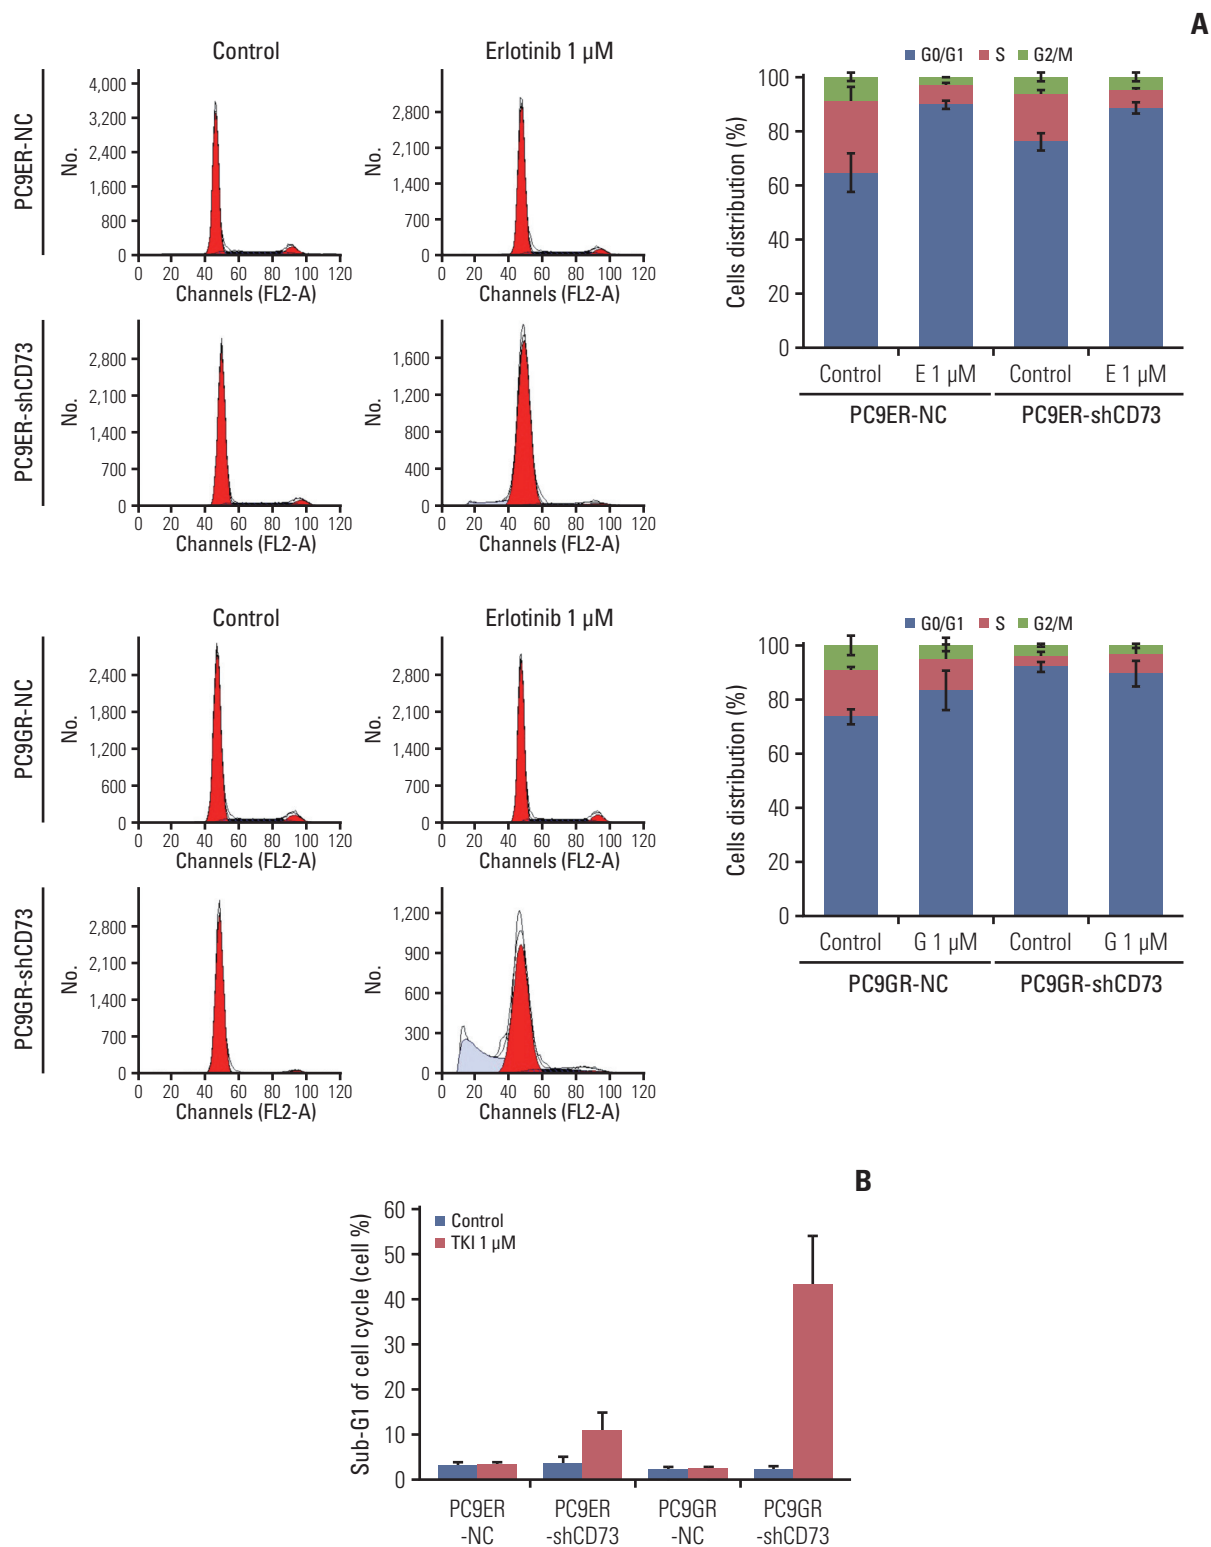 A
Control
Erlotinib 1 µM
PC9ER-NC
No.
4,000
3,200
2,400
1,600
800
0
0 20 40 60 80 100 120
Channels (FL2-A)
No.
2,800
2,100
1,400
700
0
0 20 40 60 80 100 120
Channels (FL2-A)
PC9ER-shCD73
No.
2,800
2,100
1,400
700
0
0 20 40 60 80 100 120
Channels (FL2-A)
No.
1,600
1,200
800
400
0
0 20 40 60 80 100 120
Channels (FL2-A)
G0/G1 S G2/M
Cells distribution (%)
100
80
60
40
20
0
Control E 1 µM Control E 1 µM
PC9ER-NC PC9ER-shCD73
Control
Erlotinib 1 µM
PC9GR-NC
No.
2,400
1,800
1,200
600
0
0 20 40 60 80 100 120
Channels (FL2-A)
No.
2,800
2,100
1,400
700
0
0 20 40 60 80 100 120
Channels (FL2-A)
PC9GR-shCD73
No.
2,800
2,100
1,400
700
0
0 20 40 60 80 100 120
Channels (FL2-A)
No.
1,200
900
600
300
0
0 20 40 60 80 100 120
Channels (FL2-A)
G0/G1 S G2/M
Cells distribution (%)
100
80
60
40
20
0
Control G 1 µM Control G 1 µM
PC9GR-NC PC9GR-shCD73
B
Sub-G1 of cell cycle (cell %)
60
50
40
30
20
10
0
Control
TKI 1 µM
PC9ER
-NC
PC9ER
-shCD73
PC9GR
-NC
PC9GR
-shCD73